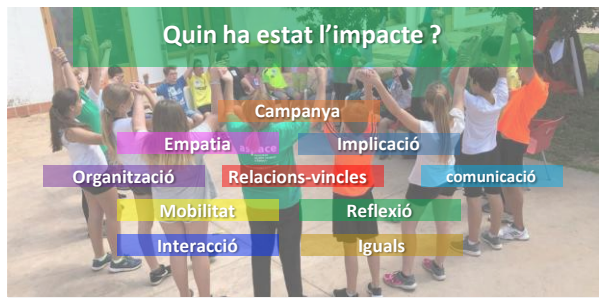 Quin ha estat l’impacte ?
Campanya
Empatia
Implicació
Organització
Relacions-vincles
comunicació
Mobilitat
Reflexió
Interacció
Iguals